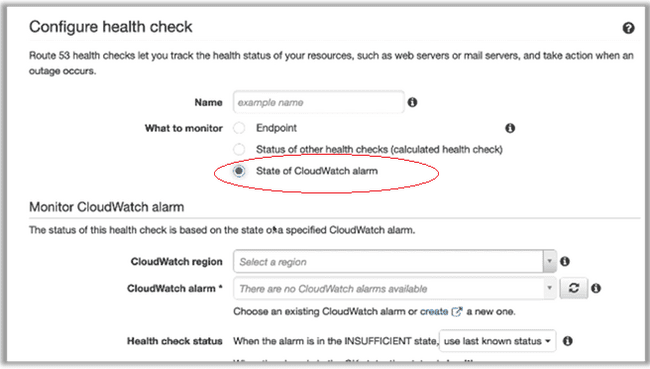 Configure health check
Route 53 health checks let you track the health status of your resources, such as web servers or mail servers, and take action when an
outage occurs.
Name example name
What to monitor Endpoint
Status of other health checks (calculated health check)
State of CloudWatch alarm
Monitor CloudWatch alarm
The status of this health check is based on the state of a specified CloudWatch alarm.
CloudWatch region Select a region
CloudWatch alarm * There are no CloudWatch alarms available
Choose an existing CloudWatch alarm or create a new one.
Health check status When the alarm is in the INSUFFICIENT state, use last known status